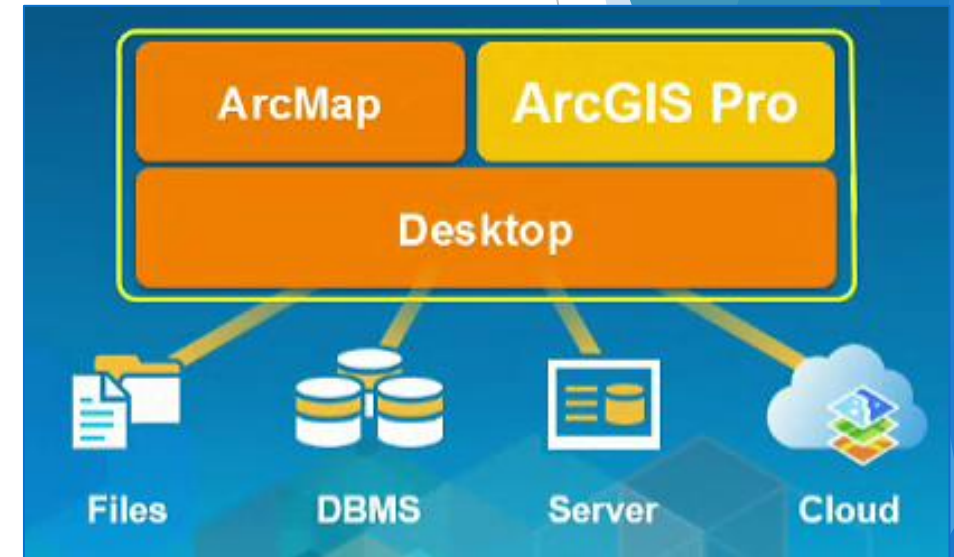 ArcMap
ArcGIS Pro
Desktop
Files
DBMS
Server
Cloud